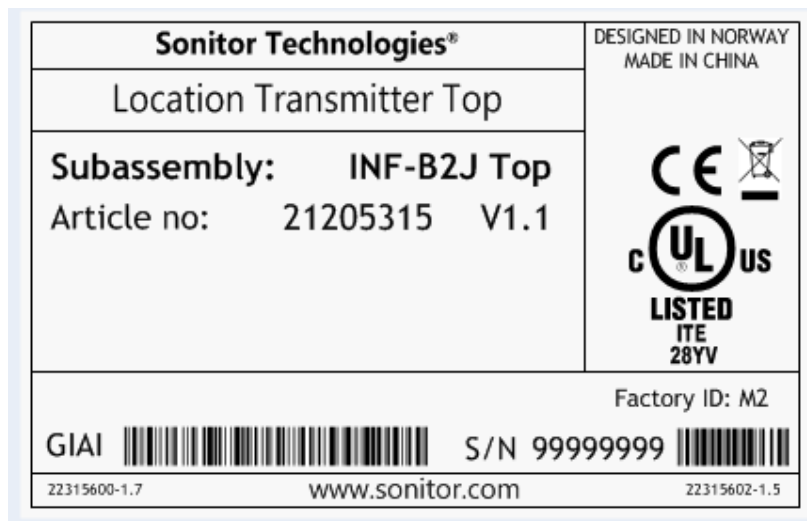 Sonitor Technologies®
DESIGNED IN NORWAY
MADE IN CHINA
Location Transmitter Top
Subassembly: INF-B2J Top
Article no: 21205315 V1.1
CE
C UL® US
LISTED
ITE
28YV
Factory ID: M2
GIAI S/N 99999999
22315600-1.7 www.sonitor.com 22315602-1.5